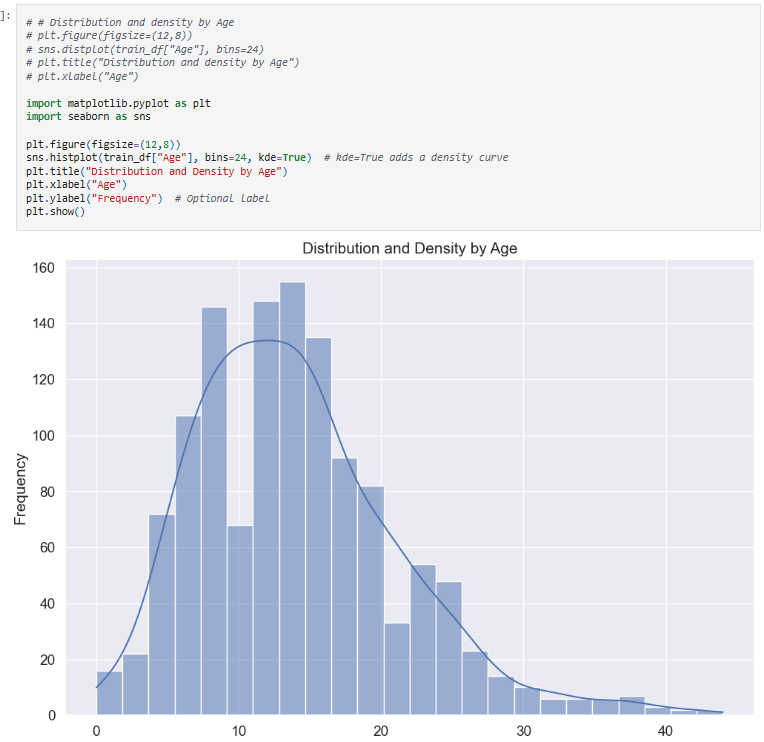 ]:
# # Distribution and density by Age
# plt.figure(figsize=(12,8))
# sns.distplot(train_df["Age"], bins=24)
# plt.title("Distribution and density by Age")
# plt.xlabel("Age")
import matplotlib.pyplot as plt
import seaborn as sns
plt.figure(figsize=(12,8))
sns.histplot(train_df["Age"], bins=24, kde=True)  # kde=True adds a density curve
plt.title("Distribution and Density by Age")
plt.xlabel("Age")
plt.ylabel("Frequency")  # Optional label
plt.show()
Distribution and Density by Age
160
140
120
100
80
60
40
20
0
Frequency
0 10 20 30 40